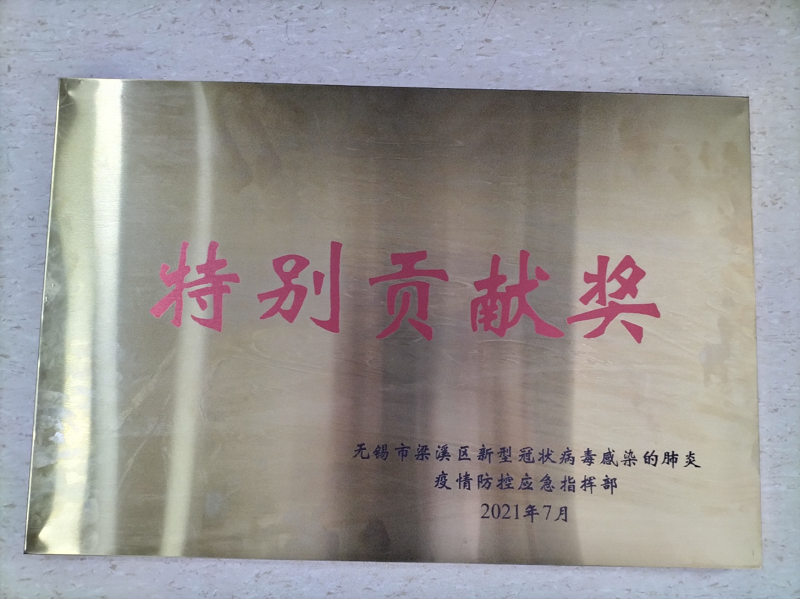 特别贡献奖
无锡市梁溪区新型冠状病毒感染的肺炎
疫情防控应急指挥部
2021年7月